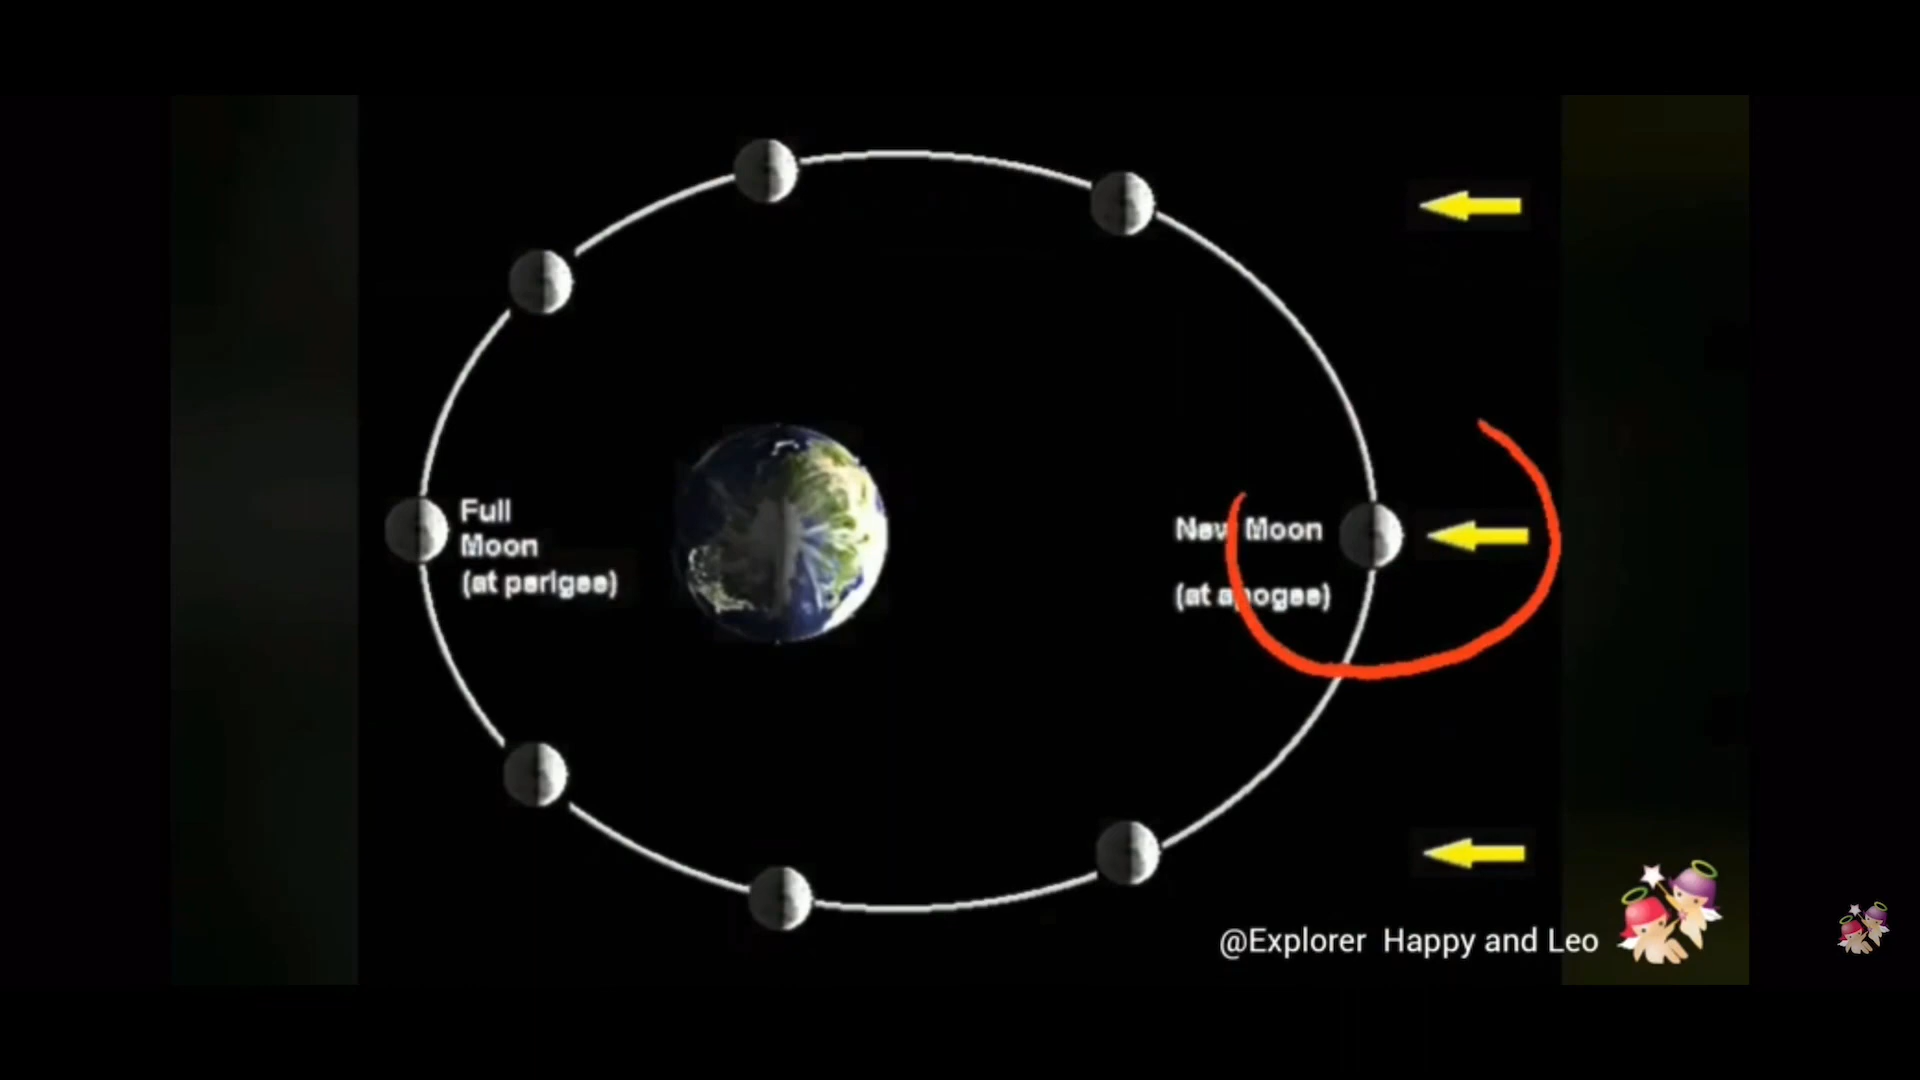 Full
Moon
(at perigee)
New Moon
(at apogee)
@Explorer Happy and Leo